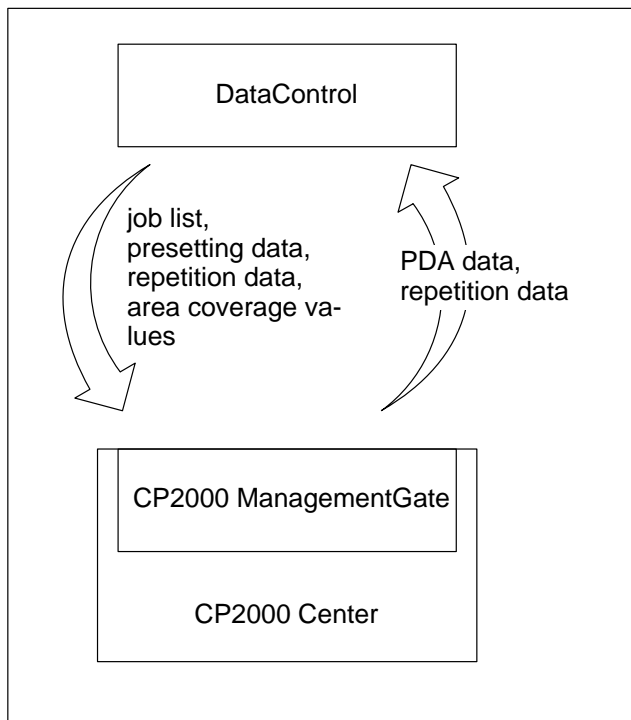 DataControl
job list,
presetting data,
repetition data,
area coverage va-
lues
PDA data,
repetition data
CP2000 ManagementGate
CP2000 Center